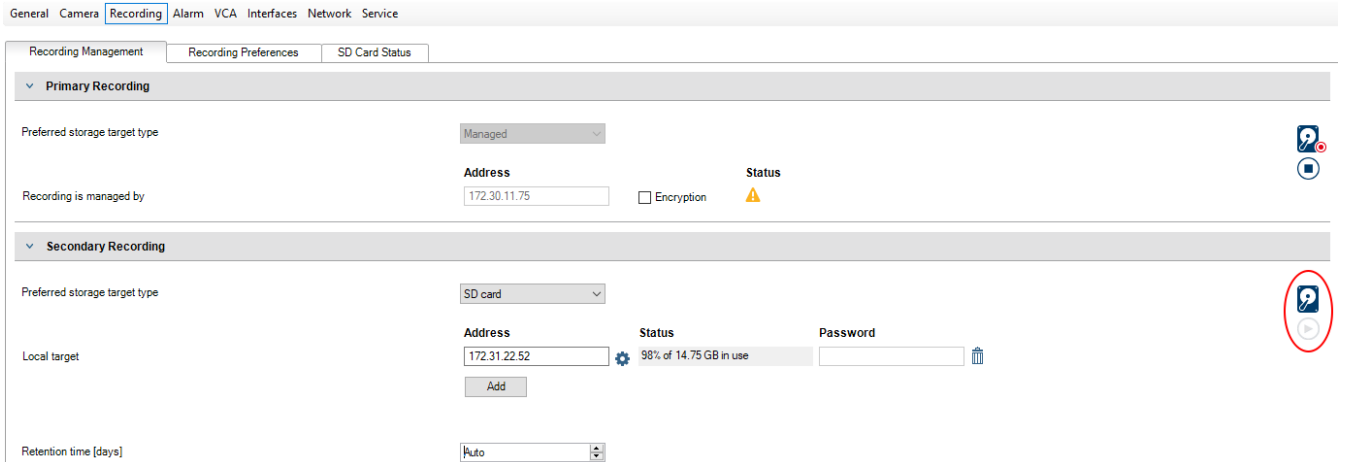 General Camera Recording Alarm VCA Interfaces Network Service
Recording Management Recording Preferences SD Card Status
Primary Recording
Preferred storage target type Managed
Address Status
Recording is managed by 172.30.11.75 Encryption
Secondary Recording
Preferred storage target type SD card
Address Status Password
Local target 172.31.22.52 98% of 14.75 GB in use
Add
Retention time [days] Auto